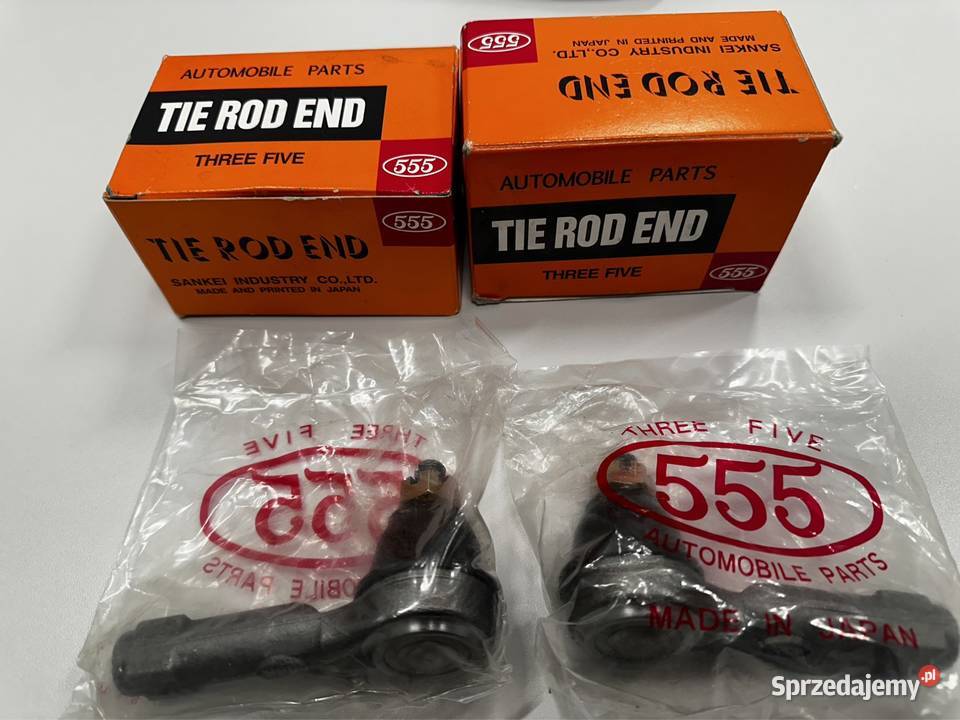 AUTOMOBILE PARTS
TIE ROD END
THREE FIVE
555
555
TIE ROD END
SANKEI INDUSTRY CO.,LTD.
MADE AND PRINTED IN JAPAN
555
SANKEI INDUSTRY CO.,LTD.
MADE AND PRINTED IN JAPAN
TIE ROD END
AUTOMOBILE PARTS
TIE ROD END
THREE FIVE
555
THREE FIVE
555
AUTOMOBILE PARTS
THREE FIVE
555
AUTOMOBILE PARTS
MADE IN JAPAN
Sprzedajemy.pl